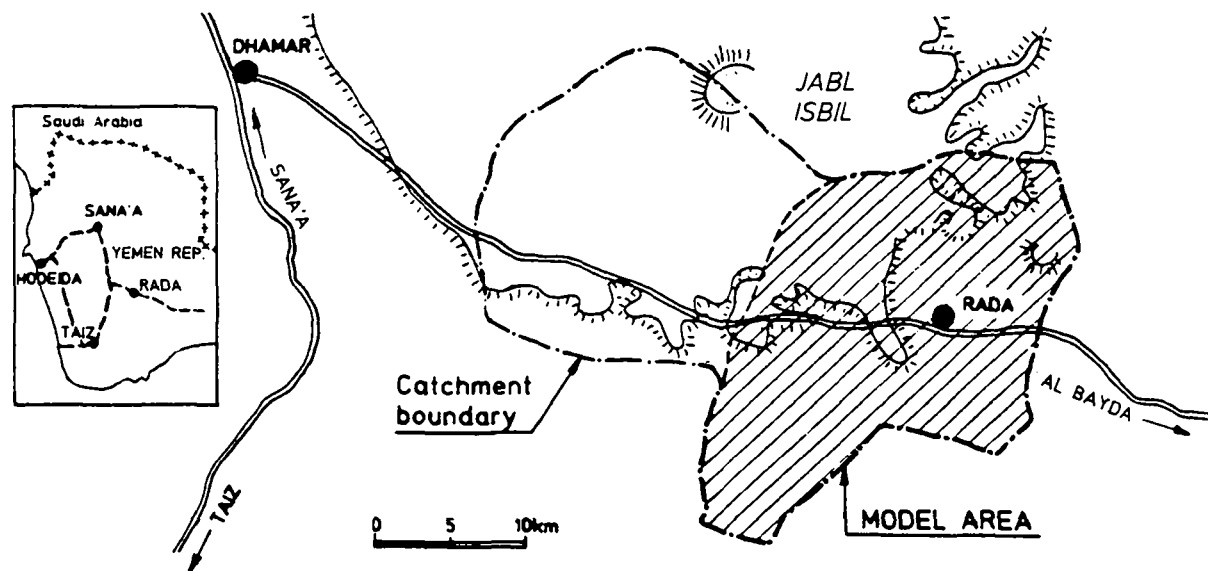 DHAMAR
JABL
ISBIL
SANA'A
Saudi Arabia
SANA'A
YEMEN REP.
HODEIDA
RADA
TAIZ
RADA
Catchment
boundary
AL BAYDA
TAIZ
0 5 10km
MODEL AREA